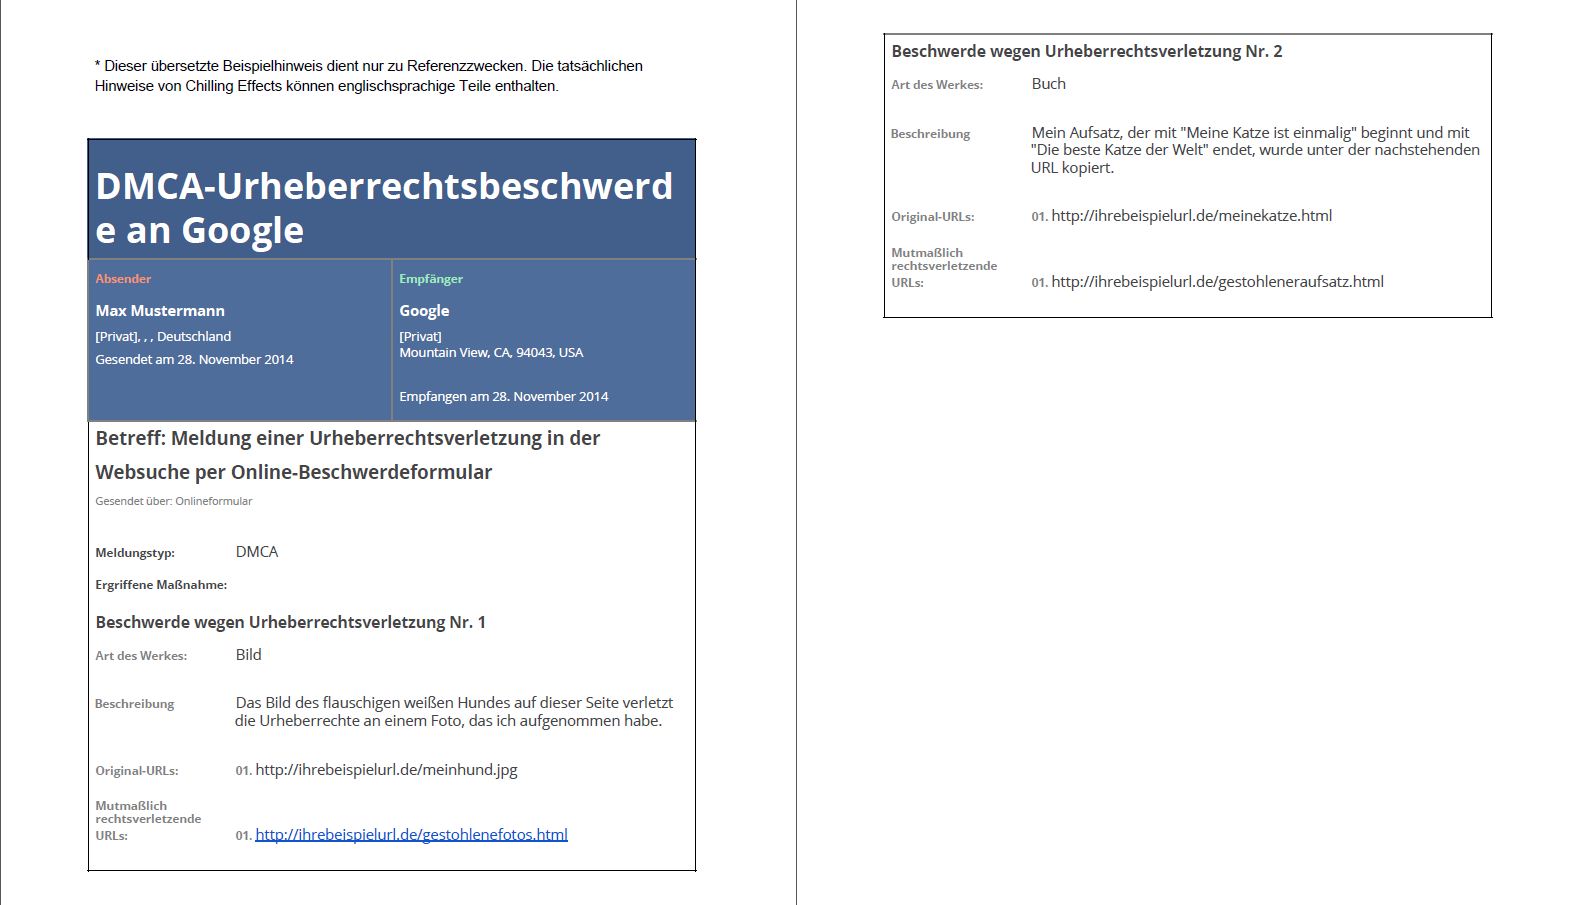 * Dieser übersetzte Beispielhinweis dient nur zu Referenzzwecken. Die tatsächlichen
Hinweise von Chilling Effects können englischsprachige Teile enthalten.
DMCA-Urheberrechtsbeschwerd
e an Google
Absender
Max Mustermann
[Privat], , , Deutschland
Gesendet am 28. November 2014
Empfänger
Google
[Privat]
Mountain View, CA, 94043, USA
Empfangen am 28. November 2014
Betreff: Meldung einer Urheberrechtsverletzung in der
Websuche per Online-Beschwerdeformular
Gesendet über: Onlineformular
Meldungstyp: DMCA
Ergriffene Maßnahme:
Beschwerde wegen Urheberrechtsverletzung Nr. 1
Art des Werkes: Bild
Beschreibung Das Bild des flauschigen weißen Hundes auf dieser Seite verletzt
die Urheberrechte an einem Foto, das ich aufgenommen habe.
Original-URLs: 01. http://ihrebeispielurl.de/meinhund.jpg
Mutmaßlich
rechtsverletzende
URLs: 01. http://ihrebeispielurl.de/gestohlenefotos.html
Beschwerde wegen Urheberrechtsverletzung Nr. 2
Art des Werkes: Buch
Beschreibung Mein Aufsatz, der mit "Meine Katze ist einmalig" beginnt und mit
"Die beste Katze der Welt" endet, wurde unter der nachstehenden
URL kopiert.
Original-URLs: 01. http://ihrebeispielurl.de/meinekatze.html
Mutmaßlich
rechtsverletzende
URLs: 01. http://ihrebeispielurl.de/gestohleneraufsatz.html